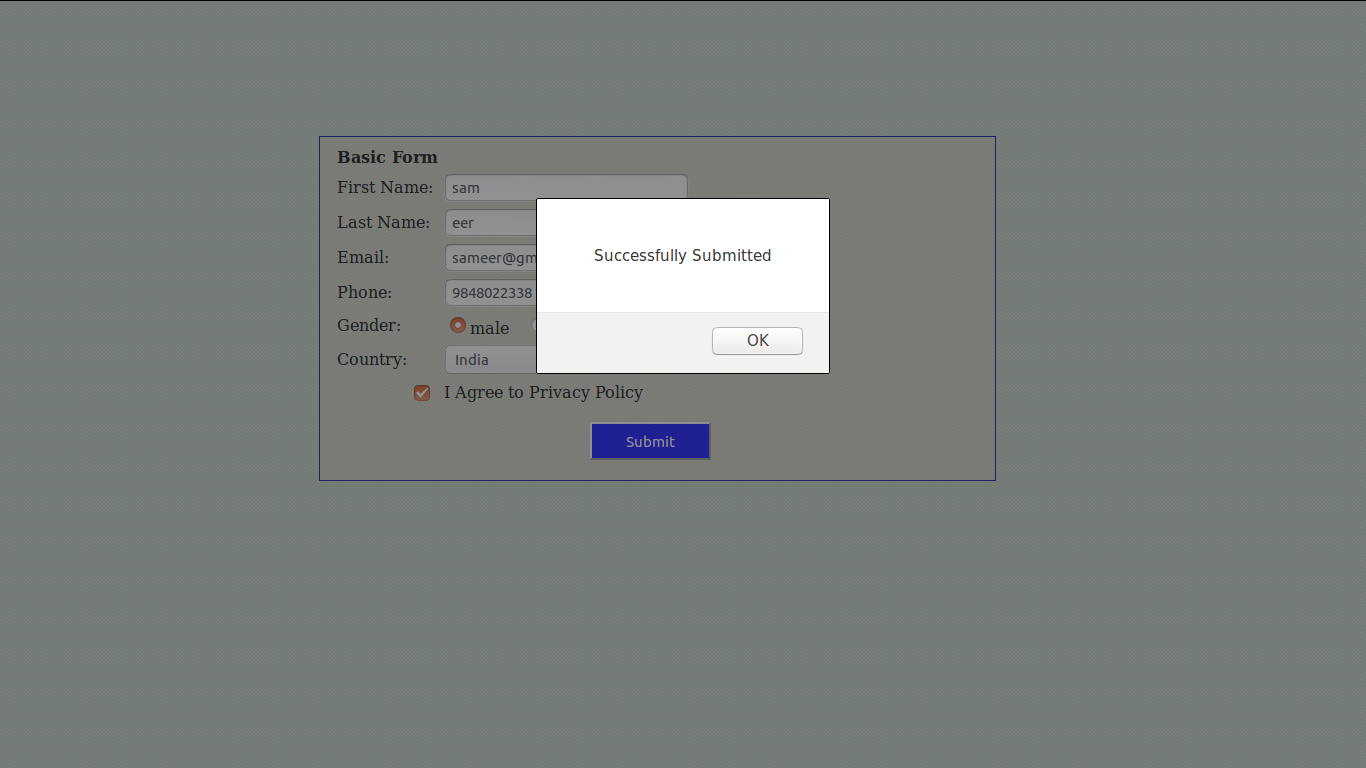 Basic Form
First Name: sam
Last Name: eer
Email: sameer@gm
Successfully Submitted
Phone: 9848022338
Gender: male
OK
Country: India
I Agree to Privacy Policy
Submit